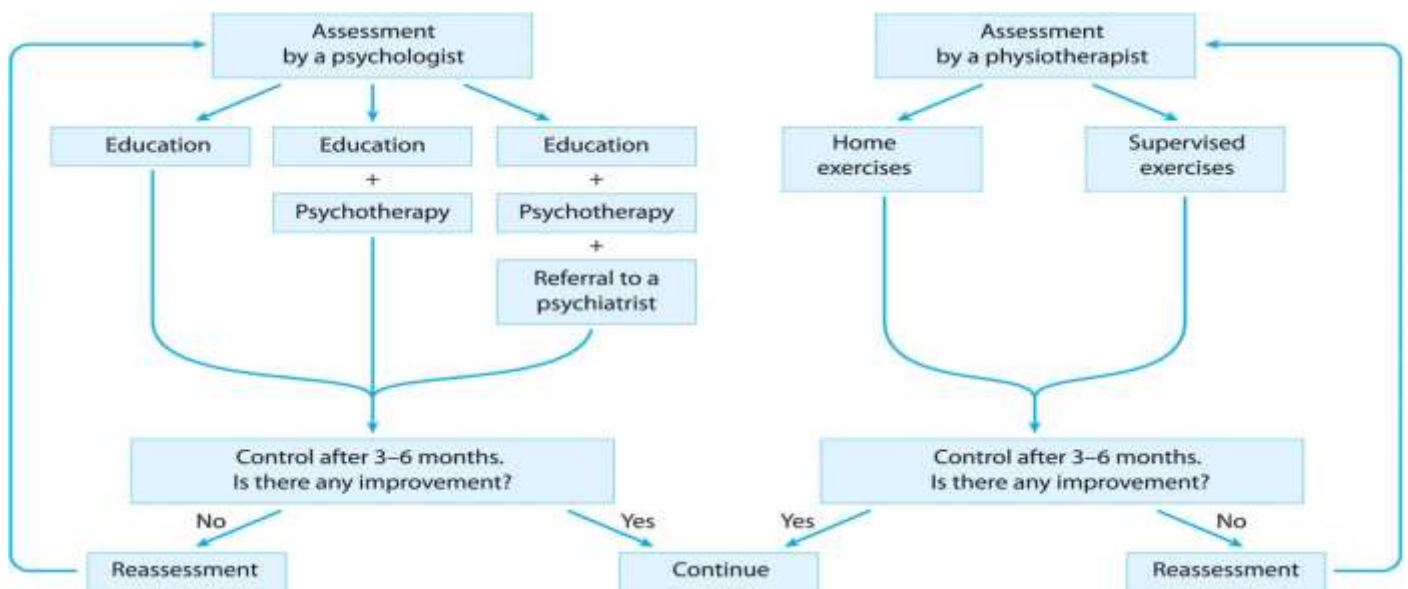 Assessment
by a psychologist
Education
Education
+
Psychotherapy
Education
+
Psychotherapy
+
Referral to a
psychiatrist
Control after 3–6 months.
Is there any improvement?
No
Yes
Reassessment
Continue
Assessment
by a physiotherapist
Home
exercises
Supervised
exercises
Control after 3–6 months.
Is there any improvement?
Yes
No
Reassessment